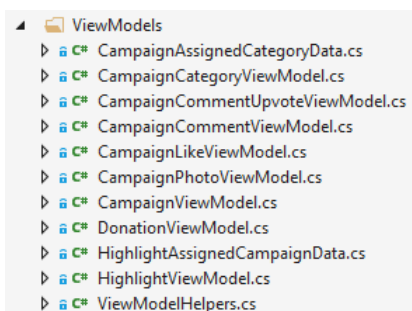 ViewModels
C# CampaignAssignedCategoryData.cs
C# CampaignCategoryViewModel.cs
C# CampaignCommentUpvoteViewModel.cs
C# CampaignCommentViewModel.cs
C# CampaignLikeViewModel.cs
C# CampaignPhotoViewModel.cs
C# CampaignViewModel.cs
C# DonationViewModel.cs
C# HighlightAssignedCampaignData.cs
C# HighlightViewModel.cs
C# ViewModelHelpers.cs